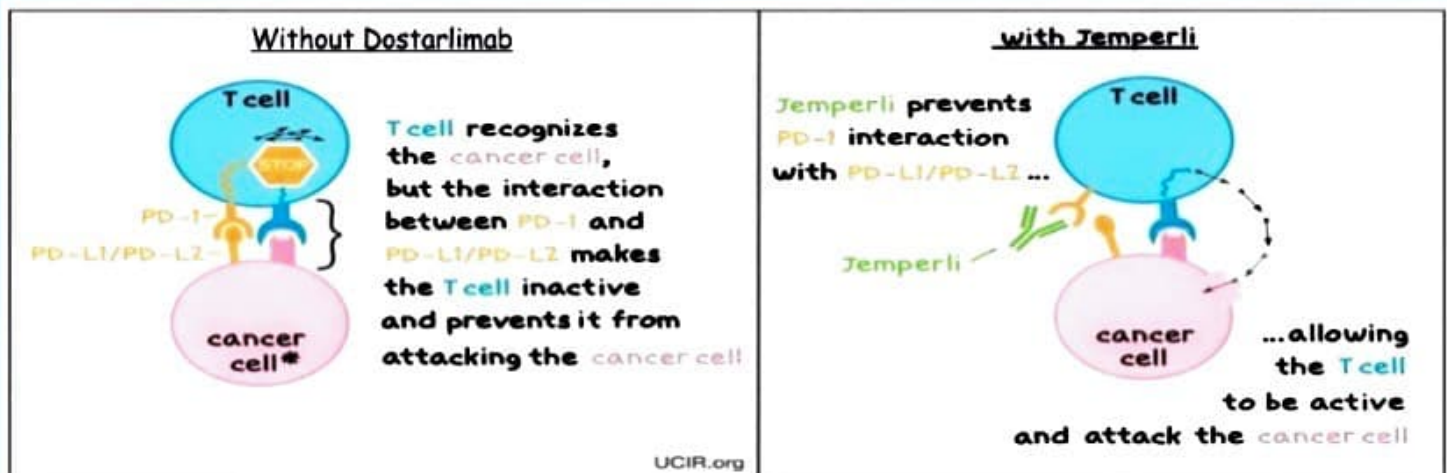 Without Dostarlimab
T cell
STOP
T cell recognizes
the cancer cell,
but the interaction
between PD-1 and
PD-L1/PD-L2 makes
the T cell inactive
and prevents it from
attacking the cancer cell
PD-1
PD-L1/PD-L2
cancer
cell*
UCIR.org
with Jemperli
Jemperli prevents
PD-1 interaction
with PD-L1/PD-L2 ...
T cell
Jemperli
cancer
cell
...allowing
the T cell
to be active
and attack the cancer cell